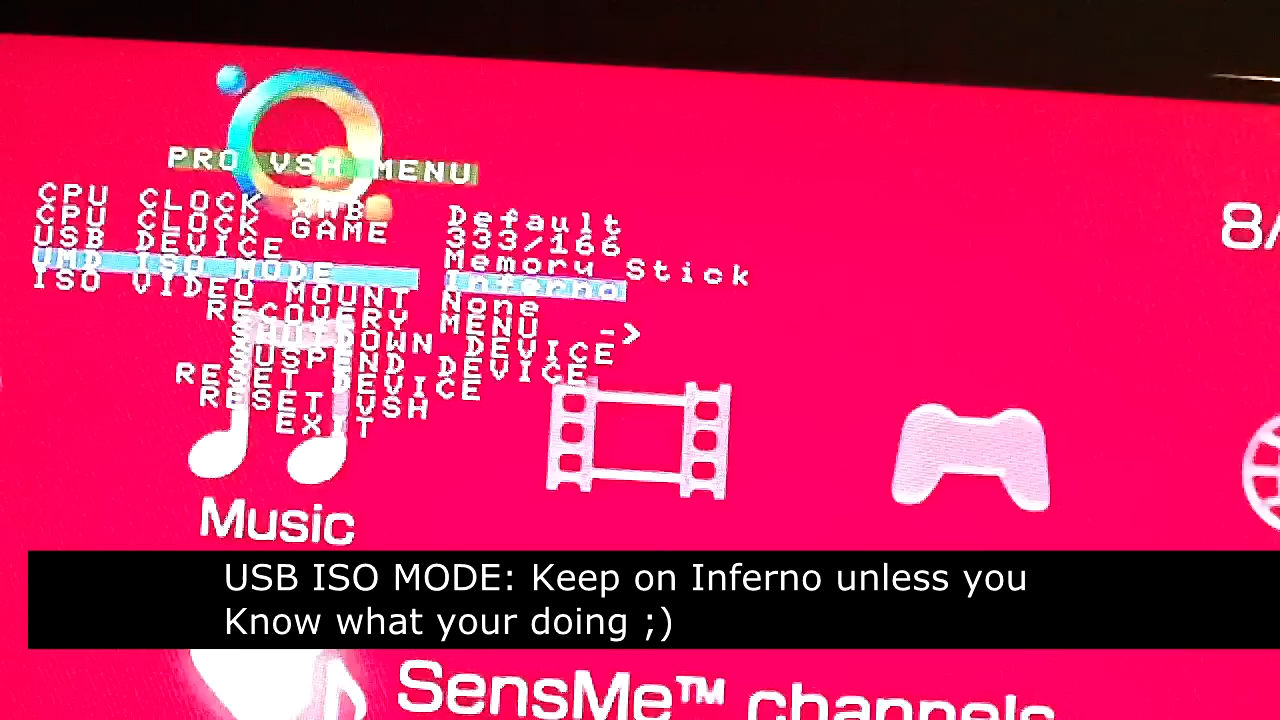 PRO VSH MENU
CPU CLOCK XMB Default
CPU CLOCK GAME 333/166
USB DEVICE Memory Stick
UMD ISO MODE Inferno
ISO VIDEO MOUNT None
RECOVERY MENU ->
SHUTDOWN DEVICE
SUSPEND DEVICE
RESET DEVICE
RESET VSH
EXIT
8/
Music
USB ISO MODE: Keep on Inferno unless you
Know what your doing ;)
SensMe™ channels